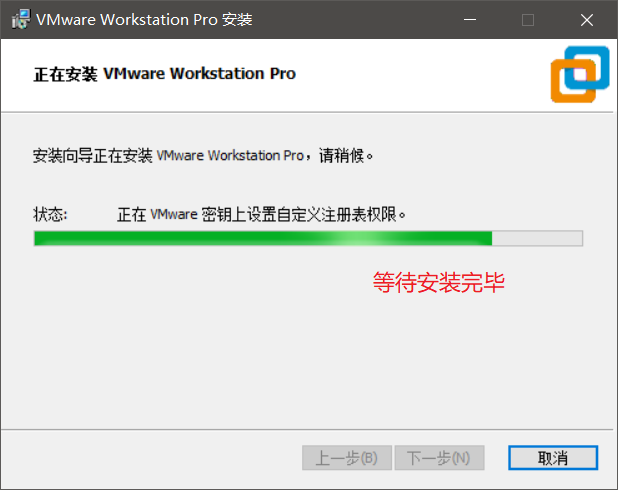 VMware Workstation Pro 安装
正在安装 VMware Workstation Pro
安装向导正在安装 VMware Workstation Pro，请稍候。
状态: 正在 VMware 密钥上设置自定义注册表权限。
等待安装完毕
上一步(B) 下一步(N) 取消